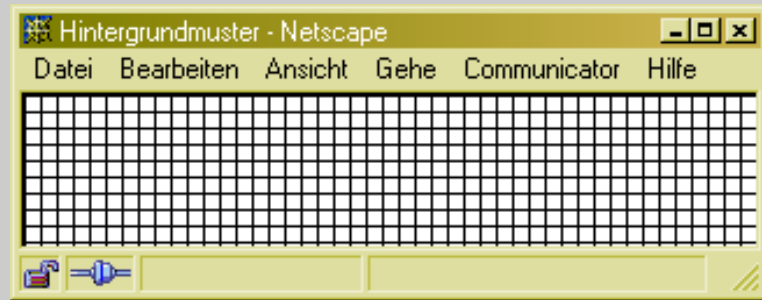 Hintergrundmuster - Netscape
Datei Bearbeiten Ansicht Gehe Communicator Hilfe